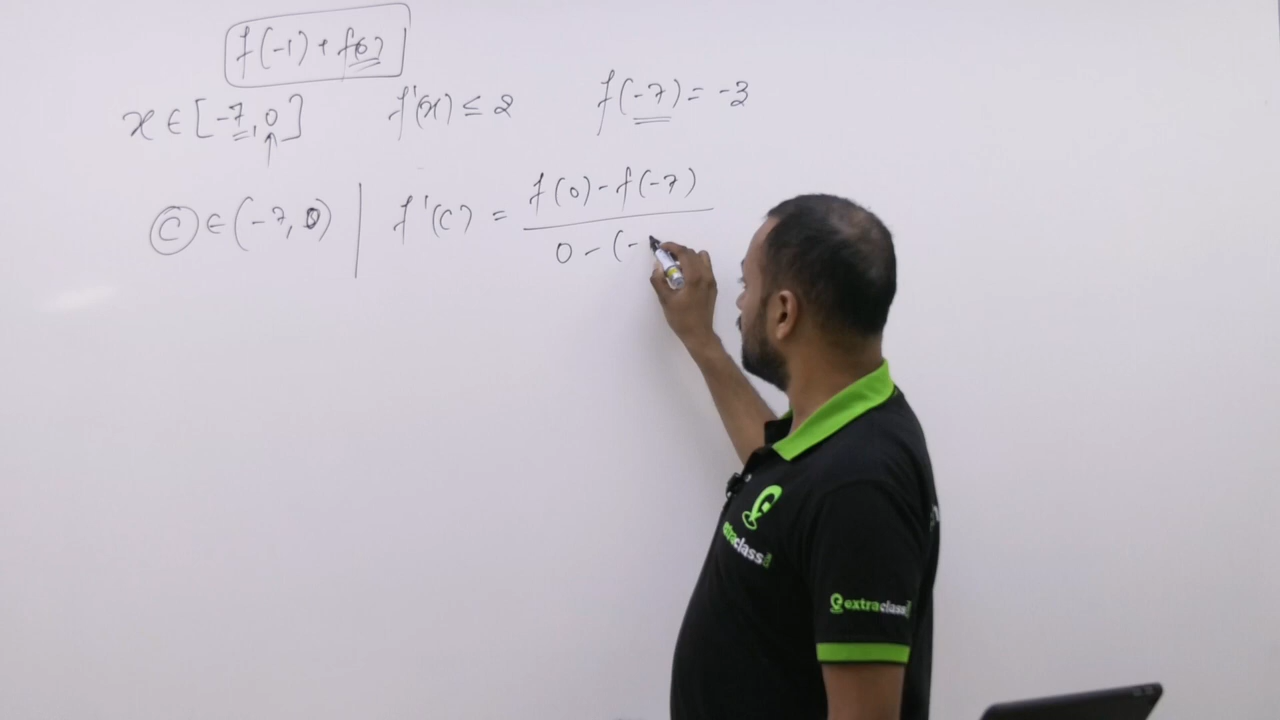 f(-1) + f(0)
x ∈ [-7, 0] f'(x) ≤ 2 f(-7) = -3
c ∈ (-7, 0) | f'(c) = f(0) - f(-7)
0 - (-
extraclass
extraclass